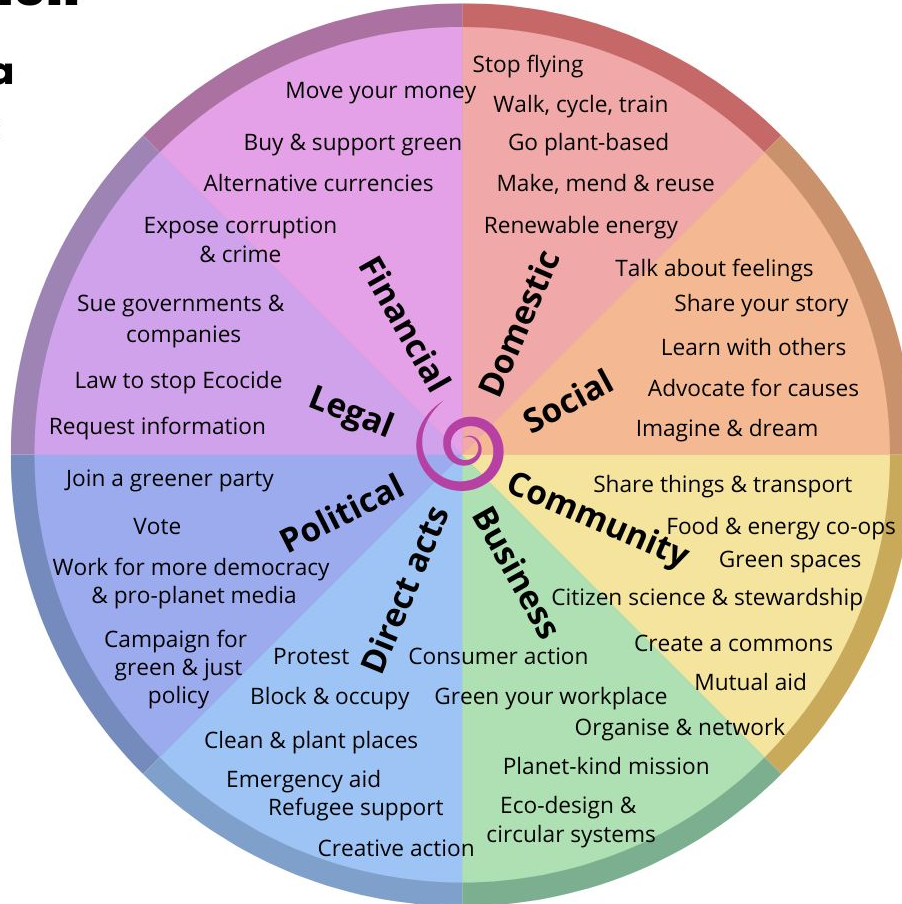 Financial
Move your money
Buy & support green
Alternative currencies
Domestic
Stop flying
Walk, cycle, train
Go plant-based
Make, mend & reuse
Renewable energy
Social
Talk about feelings
Share your story
Learn with others
Advocate for causes
Imagine & dream
Community
Share things & transport
Food & energy co-ops
Green spaces
Citizen science & stewardship
Create a commons
Mutual aid
Business
Consumer action
Green your workplace
Organise & network
Planet-kind mission
Eco-design &
circular systems
Direct acts
Protest
Block & occupy
Clean & plant places
Emergency aid
Refugee support
Creative action
Political
Join a greener party
Vote
Work for more democracy
& pro-planet media
Campaign for
green & just
policy
Legal
Expose corruption
& crime
Sue governments &
companies
Law to stop Ecocide
Request information